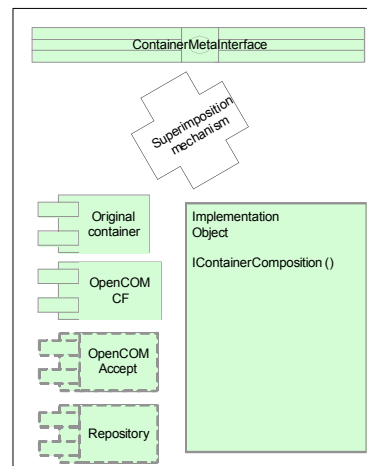 ContainerMetaInterface
Superimposition
mechanism
Original
container
Implementation
Object
IContainerComposition ()
OpenCOM
CF
OpenCOM
Accept
Repository